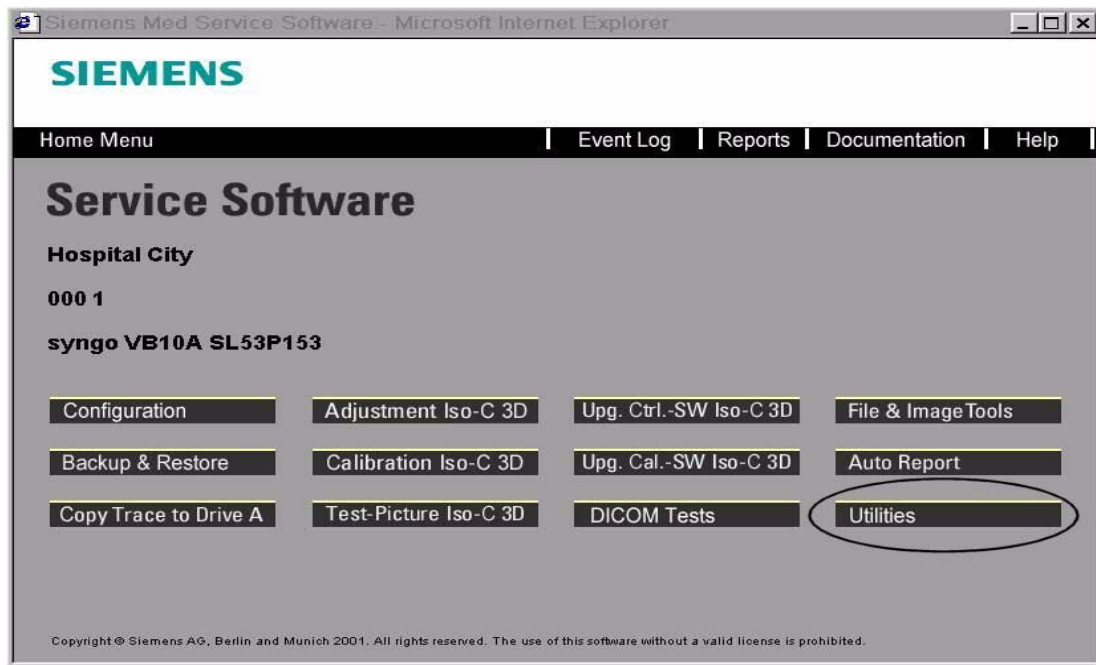 Siemens Med Service Software - Microsoft Internet Explorer
SIEMENS
Home Menu Event Log Reports Documentation Help
Service Software
Hospital City
000 1
syngo VB10A SL53P153
Configuration Adjustment Iso-C 3D Upg. Ctrl.-SW Iso-C 3D File & Image Tools
Backup & Restore Calibration Iso-C 3D Upg. Cal.-SW Iso-C 3D Auto Report
Copy Trace to Drive A Test-Picture Iso-C 3D DICOM Tests Utilities
Copyright © Siemens AG, Berlin and Munich 2001. All rights reserved. The use of this software without a valid license is prohibited.